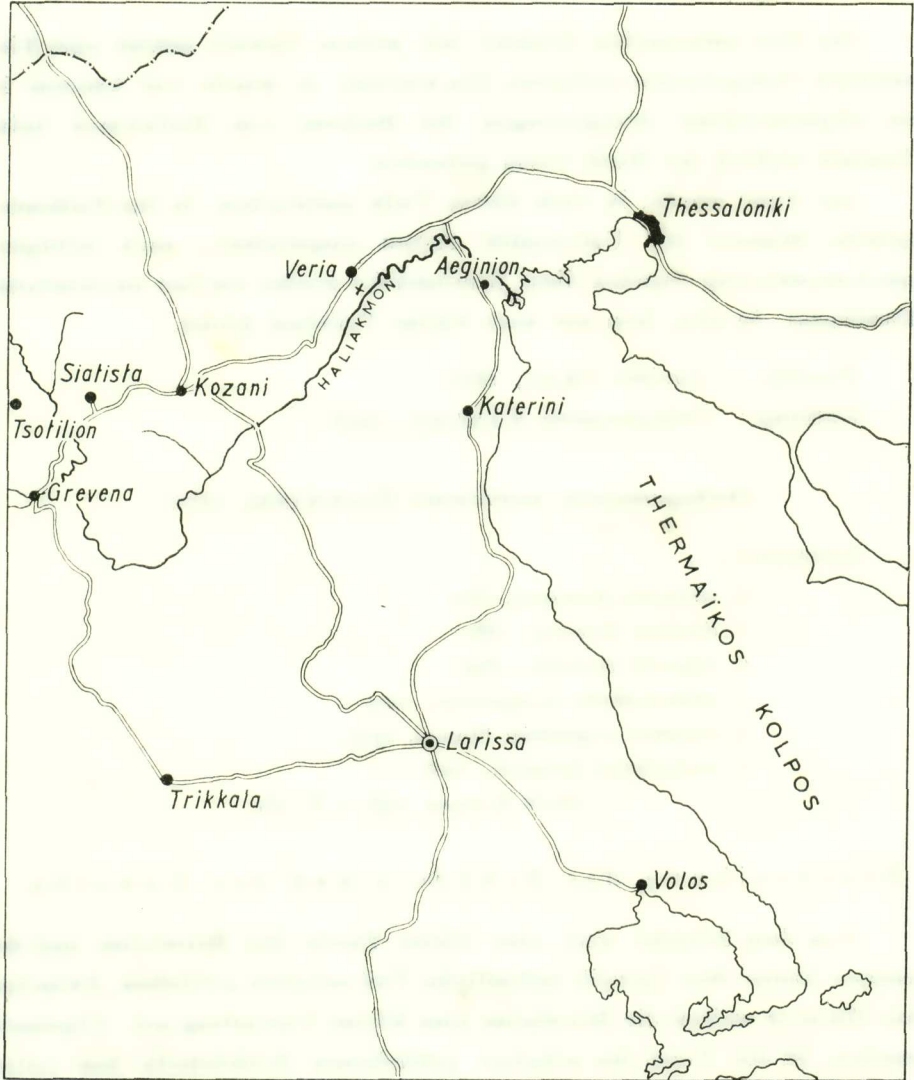 Thessaloniki
Veria
Aeginion
HALIAKMON
Siatista
Kozani
Katerini
Tsotilion
Grevena
THERMAÏKOS KOLPOS
Larissa
Trikkala
Volos